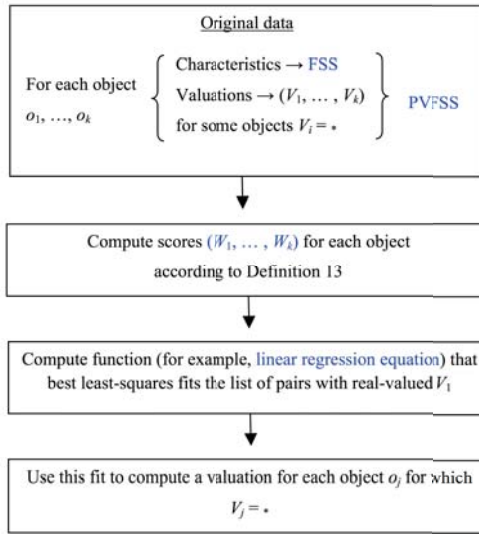 Original data
For each object
o₁, …, oₖ
Characteristics → FSS
Valuations → (V₁, … , Vₖ)
for some objects Vᵢ = *
PVFSS
Compute scores (W₁, … , Wₖ) for each object
according to Definition 13
Compute function (for example, linear regression equation) that
best least-squares fits the list of pairs with real-valued V₁
Use this fit to compute a valuation for each object oⱼ for which
Vⱼ = *